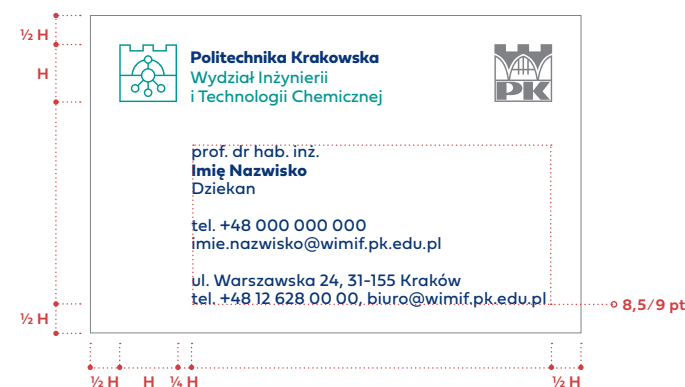 ½ H
H
Politechnika Krakowska
Wydział Inżynierii
i Technologii Chemicznej
PK
prof. dr hab. inż.
Imię Nazwisko
Dziekan
tel. +48 000 000 000
imie.nazwisko@wimif.pk.edu.pl
ul. Warszawska 24, 31-155 Kraków
tel. +48 12 628 00 00, biuro@wimif.pk.edu.pl
8,5/9 pt
½ H
½ H H ¼ H ½ H